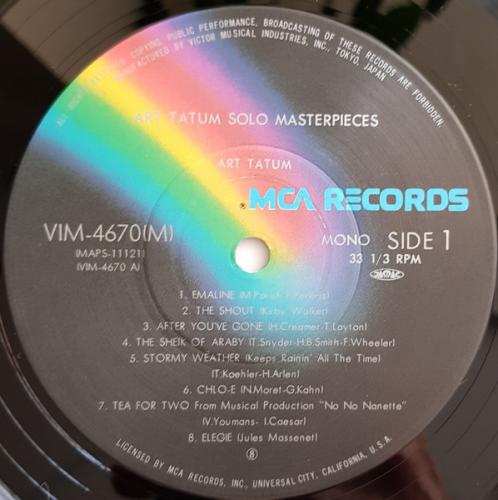 ALL RIGHTS RESERVED. COPYING, PUBLIC PERFORMANCE, BROADCASTING OF THESE RECORDS ARE FORBIDDEN.
MANUFACTURED BY VICTOR MUSICAL INDUSTRIES, INC., TOKYO, JAPAN
ART TATUM SOLO MASTERPIECES
ART TATUM
® MCA RECORDS
VIM-4670(M)
(MAPS-11121)
(VIM-4670 A)
MONO SIDE 1
33 1/3 RPM
1. EMALINE (M.Parish-F.Perkins)
2. THE SHOUT (Kirby Walker)
3. AFTER YOU'VE GONE (H.Creamer-T.Layton)
4. THE SHEIK OF ARABY (T.Snyder-H.B.Smith-F.Wheeler)
5. STORMY WEATHER (Keeps Rainin' All The Time)
(T.Koehler-H.Arlen)
6. CHLO-E (N.Moret-G.Kahn)
7. TEA FOR TWO From Musical Production "No No Nanette"
(V.Youmans-I.Caesar)
8. ELEGIE (Jules Massenet)
8
LICENSED BY MCA RECORDS, INC., UNIVERSAL CITY, CALIFORNIA, U.S.A.